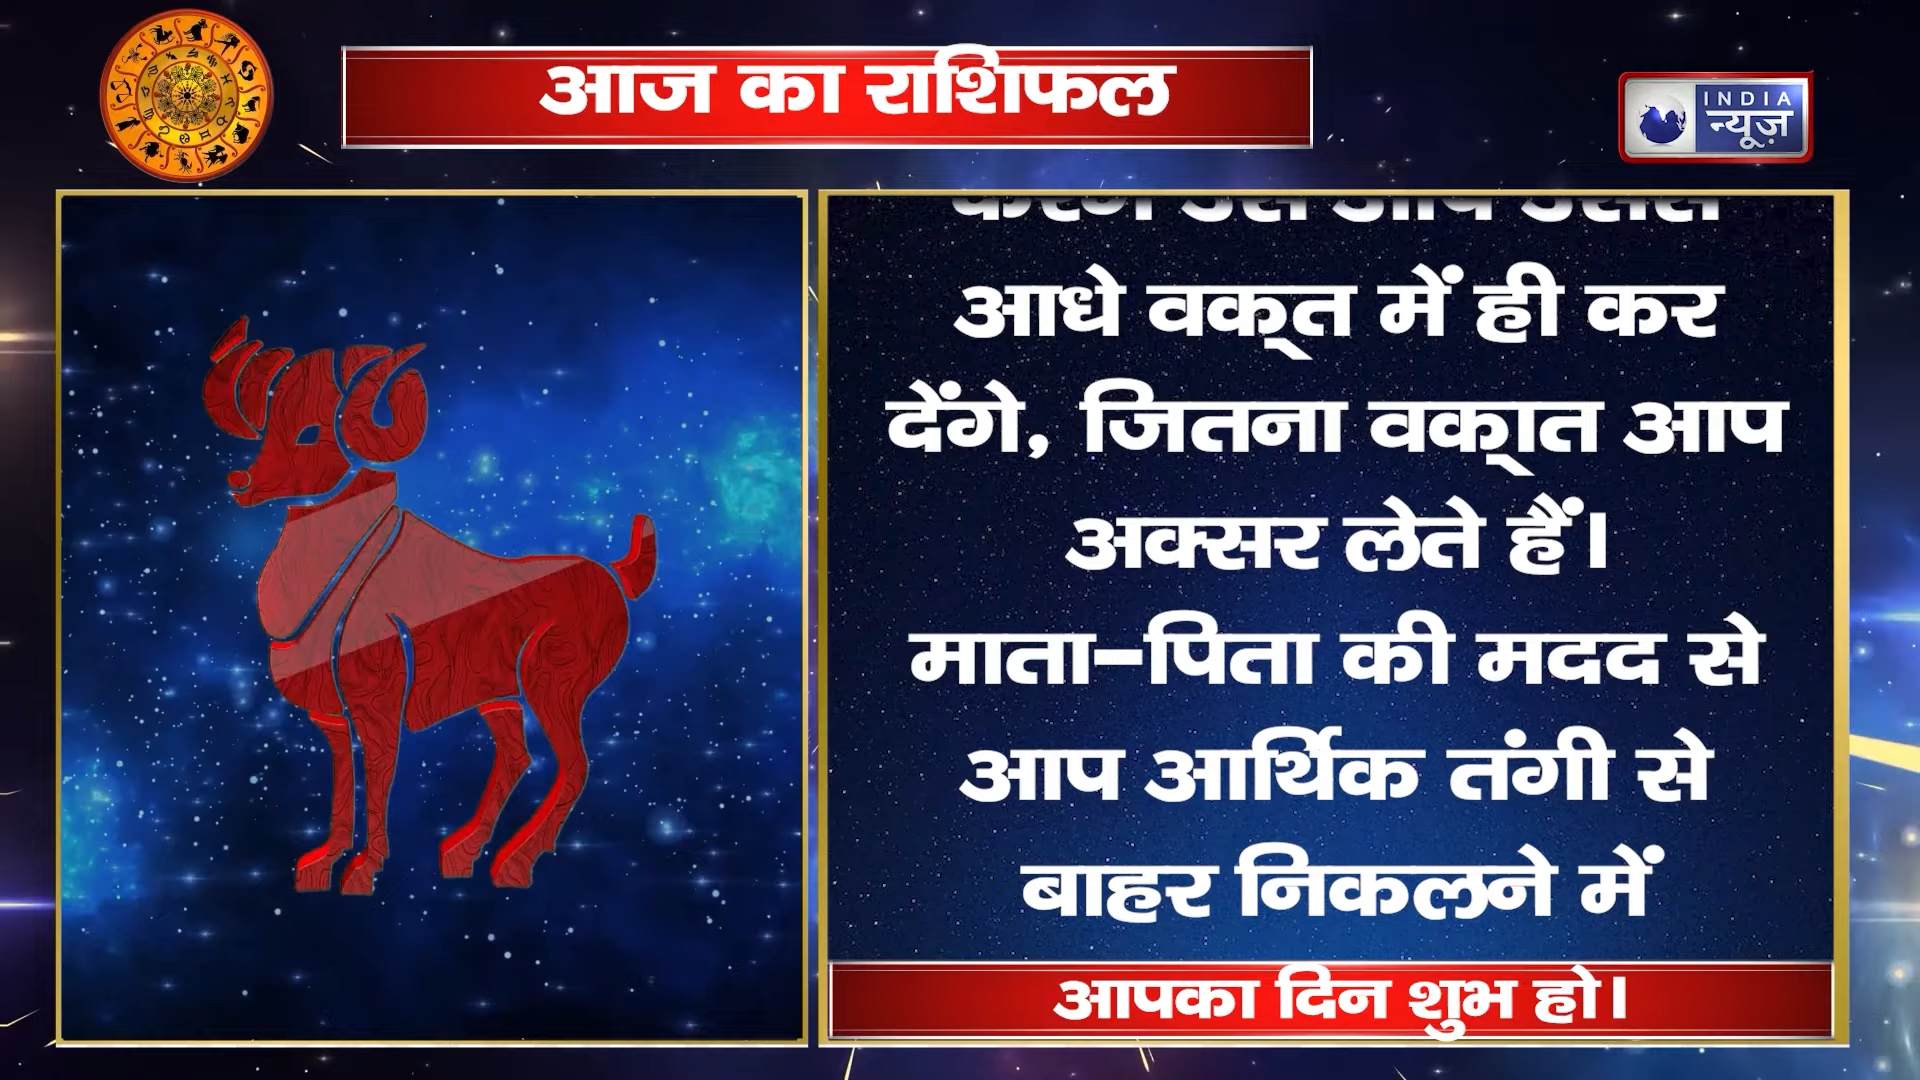 आज का राशिफल
INDIA
न्यूज़
आधे वक्त में ही कर
देंगे, जितना वक्ात आप
अक्सर लेते हैं।
माता-पिता की मदद से
आप आर्थिक तंगी से
बाहर निकलने में
आपका दिन शुभ हो।